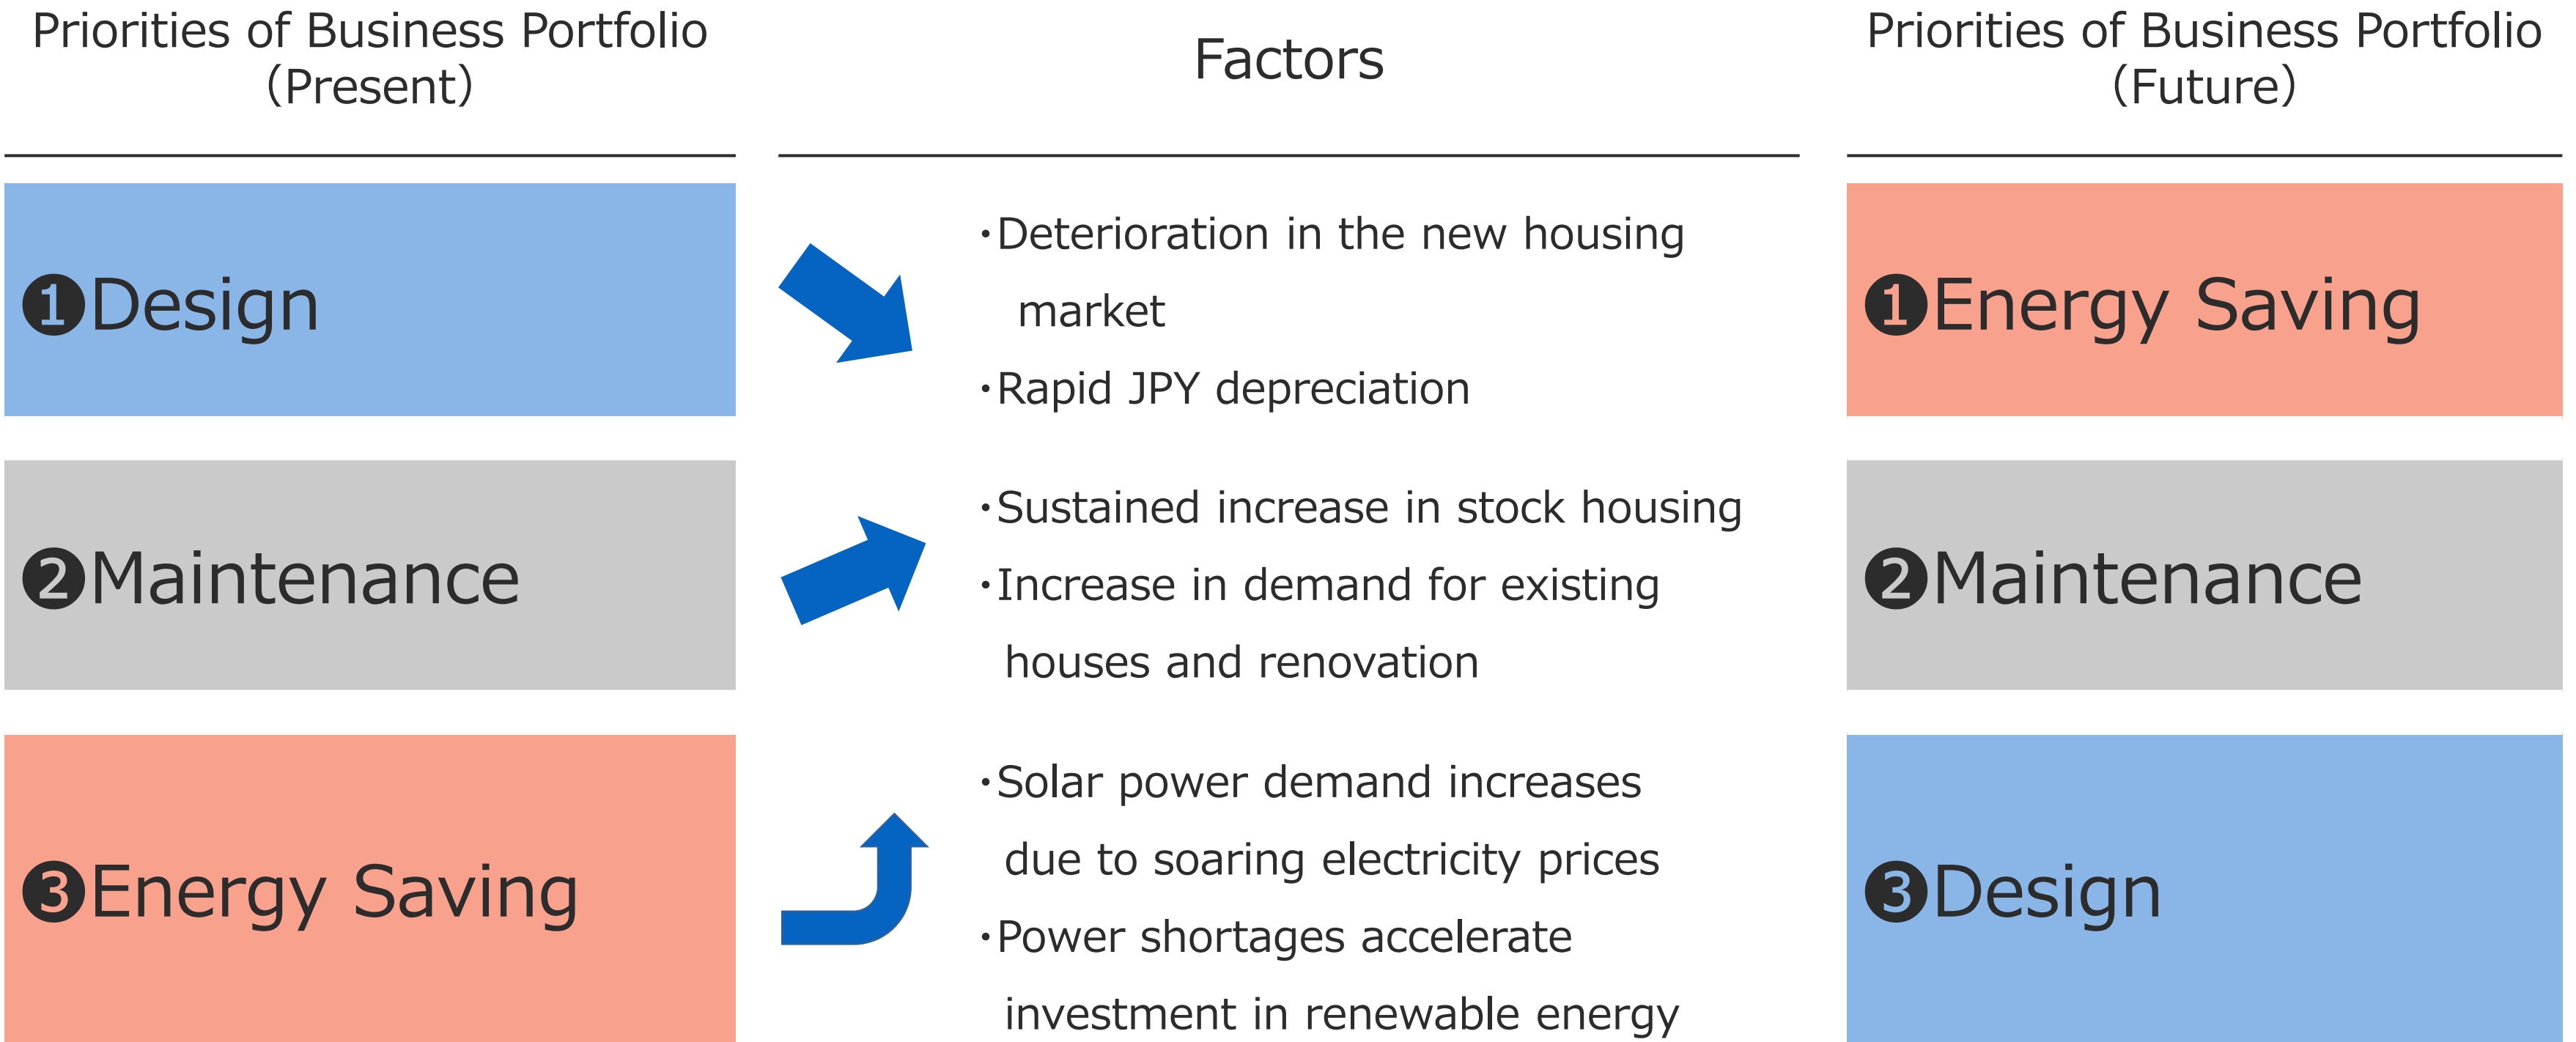 Priorities of Business Portfolio
（Present）
❶Design
❷Maintenance
❸Energy Saving
Factors
・Deterioration in the new housing
market
・Rapid JPY depreciation
・Sustained increase in stock housing
・Increase in demand for existing
houses and renovation
・Solar power demand increases
due to soaring electricity prices
・Power shortages accelerate
investment in renewable energy
Priorities of Business Portfolio
（Future）
❶Energy Saving
❷Maintenance
❸Design